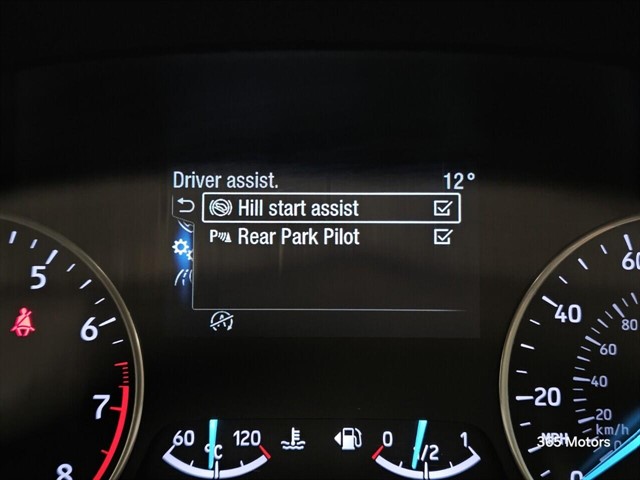 Driver assist. 12°
Hill start assist
P Rear Park Pilot
A
5
6
7
8
60 °C 120
0 1/2 1
60
40
20
MPH
0
80
60
40
20
km/h
365 Motors